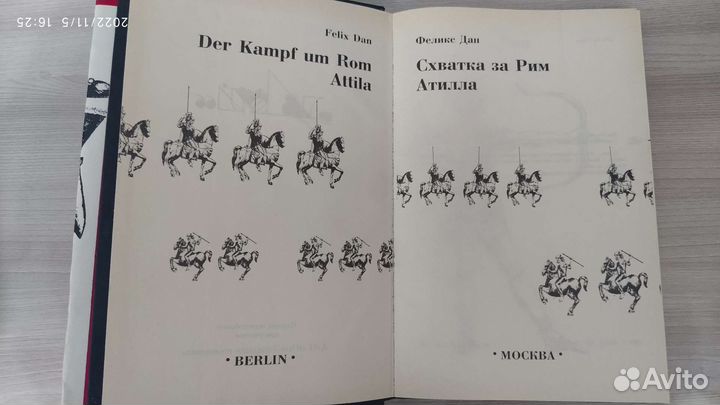 2022/11/5 16:25
Felix Dan
Der Kampf um Rom
Attila
• BERLIN •
Феликс Дан
Схватка за Рим
Атилла
• МОСКВА •
Avito